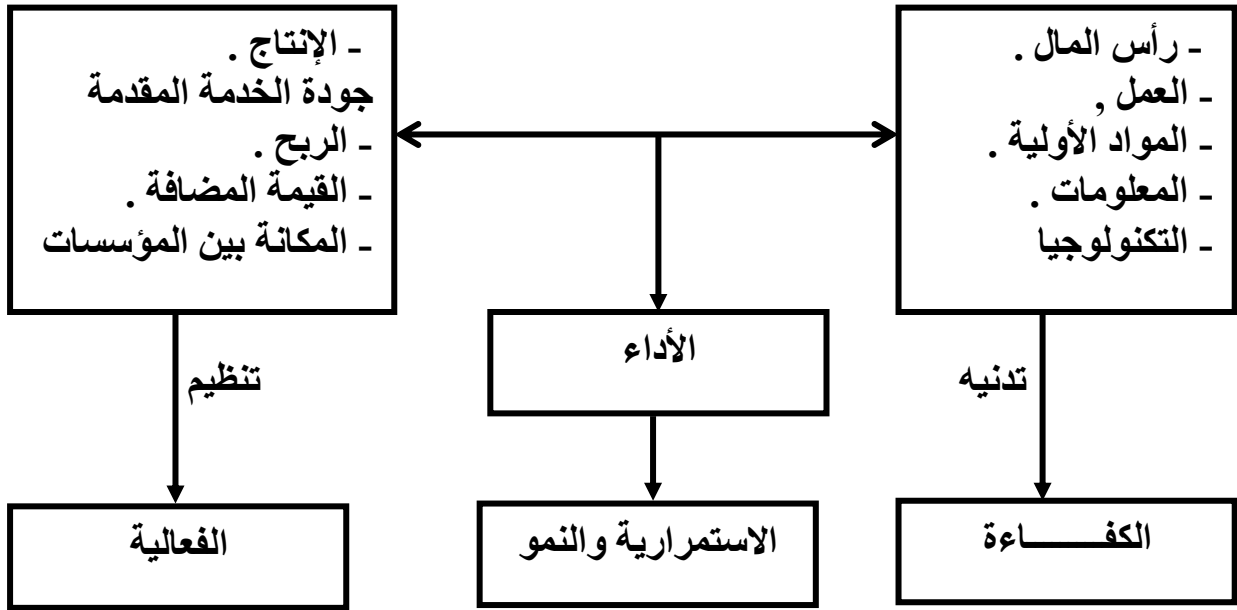 - رأس المال .
- العمل ,
- المواد الأولية .
- المعلومات .
- التكنولوجيا
- الإنتاج .
جودة الخدمة المقدمة
- الربح .
- القيمة المضافة .
- المكانة بين المؤسسات
الأداء
تدنيه
تنظيم
الكفـــــــاءة
الاستمرارية والنمو
الفعالية